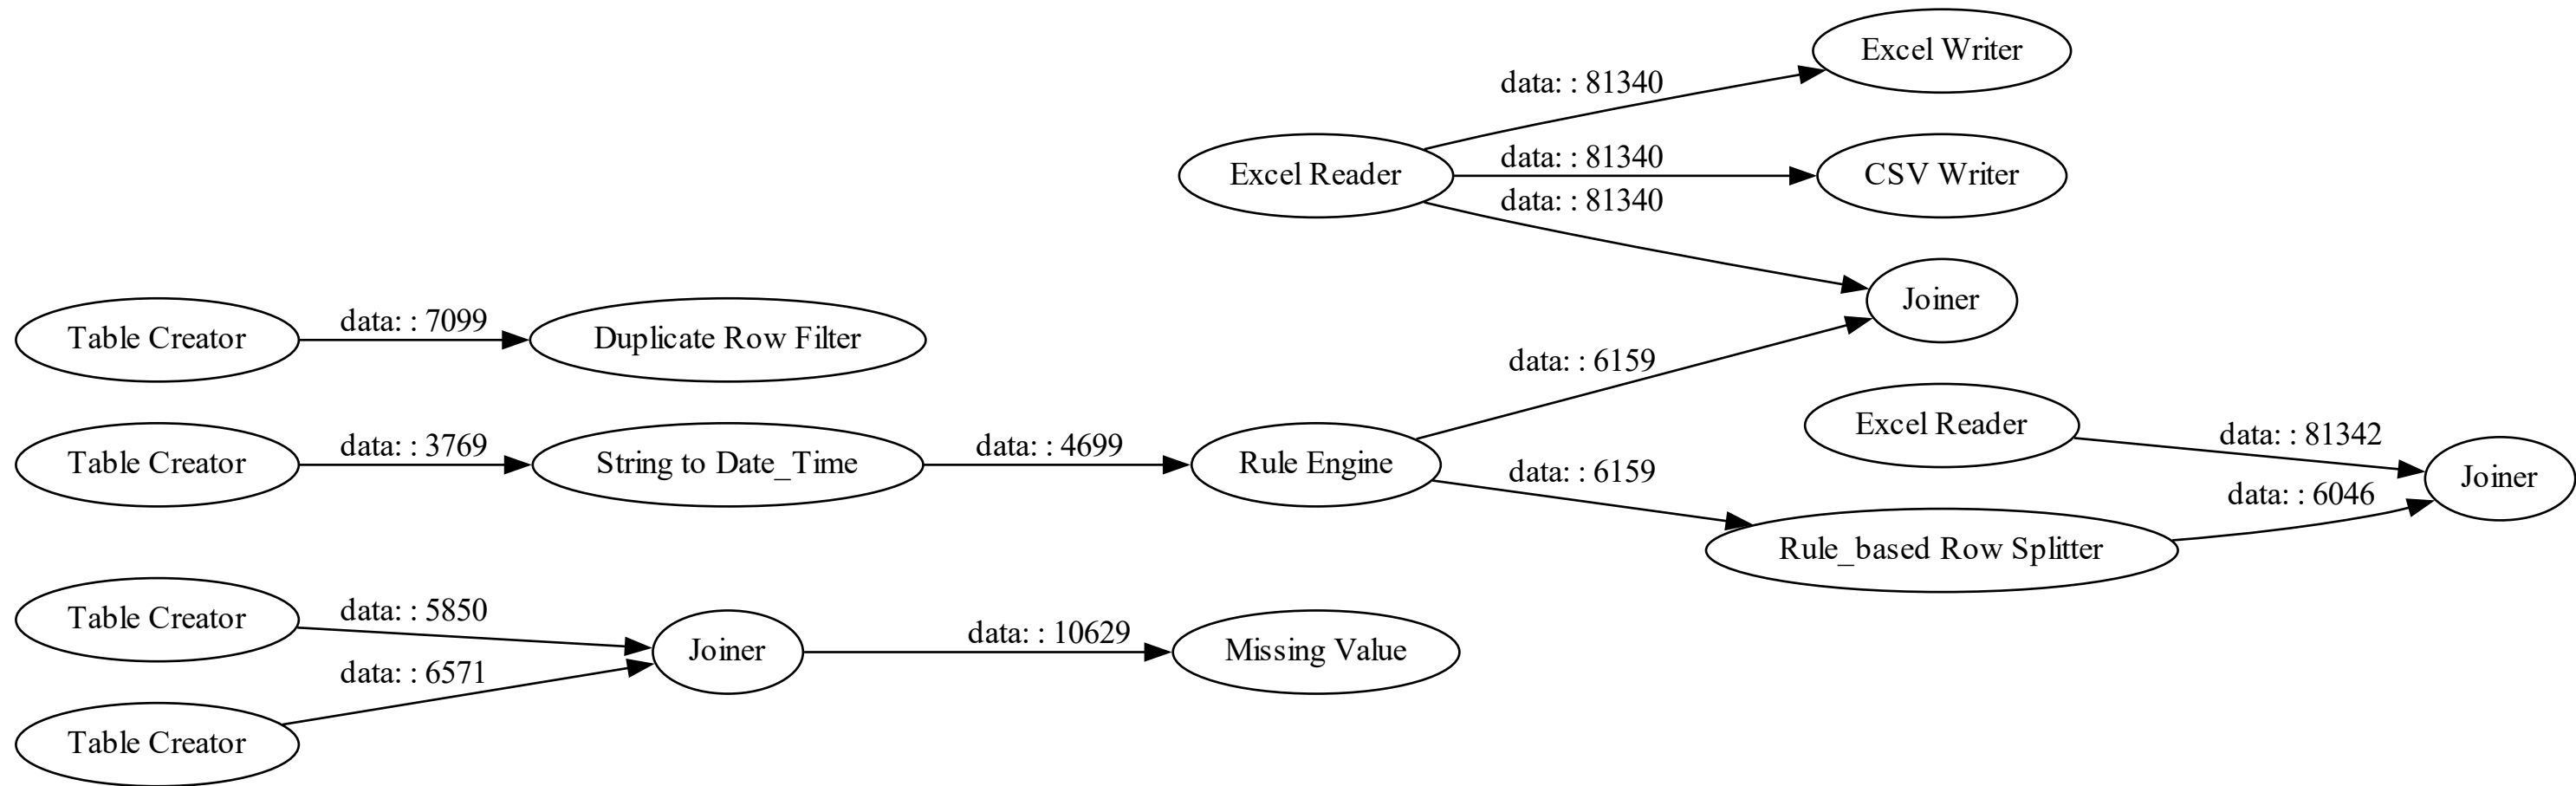 Excel Writer
data: : 81340
Excel Reader
data: : 81340
CSV Writer
data: : 81340
Joiner
Table Creator
data: : 7099
Duplicate Row Filter
data: : 6159
Excel Reader
data: : 81342
Table Creator
data: : 3769
String to Date_Time
data: : 4699
Rule Engine
data: : 6159
Joiner
data: : 6046
Rule_based Row Splitter
Table Creator
data: : 5850
Joiner
data: : 10629
Missing Value
data: : 6571
Table Creator